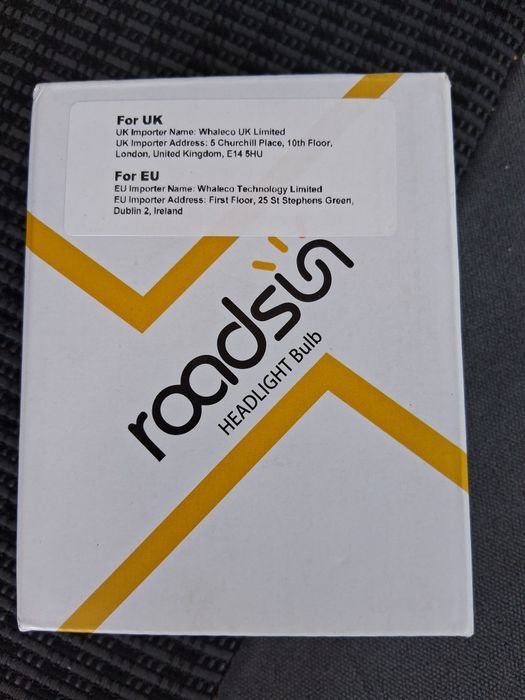 For UK
UK Importer Name: Whaleco UK Limited
UK Importer Address: 5 Churchill Place, 10th Floor,
London, United Kingdom, E14 5HU
For EU
EU Importer Name: Whaleco Technology Limited
EU Importer Address: First Floor, 25 St Stephens Green,
Dublin 2, Ireland
roadsun
HEADLIGHT Bulb